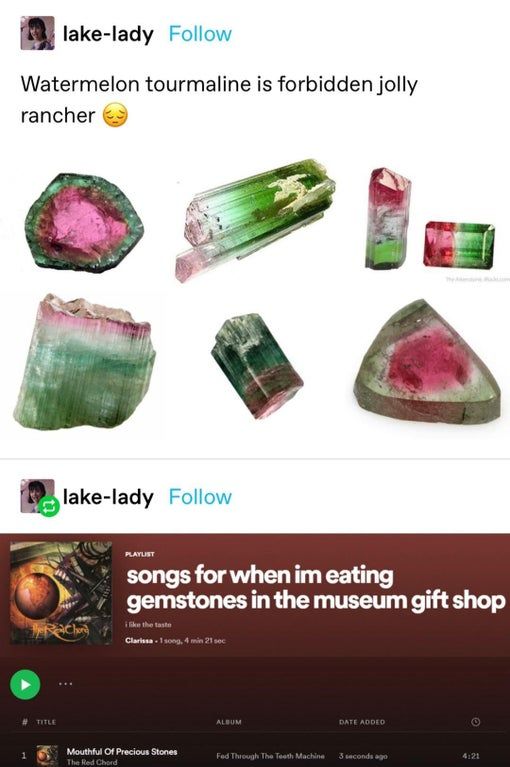 lake-lady Follow
Watermelon tourmaline is forbidden jolly
rancher 😔
lake-lady Follow
PLAYLIST
songs for when im eating
gemstones in the museum gift shop
i like the taste
Clarissa • 1 song, 4 min 21 sec
# TITLE ALBUM DATE ADDED
1 Mouthful Of Precious Stones Fed Through The Teeth Machine 3 seconds ago 4:21
The Red Chord